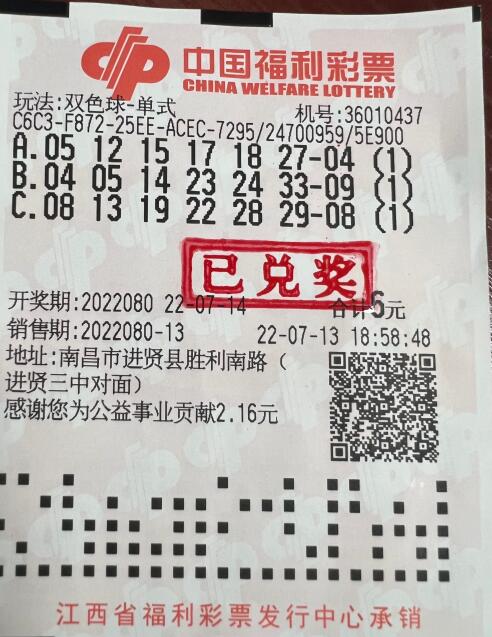 中国福利彩票
CHINA WELFARE LOTTERY
玩法:双色球-单式 机号:36010437
C6C3-F872-25EE-ACEC-7295/24700959/5E900
A.05 12 15 17 18 27-04 (1)
B.04 05 14 23 24 33-09 (1)
C.08 13 19 22 28 29-08 (1)
已兑奖
开奖期:2022080 22-07-14 合计6元
销售期:2022080-13 22-07-13 18:58:48
地址:南昌市进贤县胜利南路(
进贤三中对面)
感谢您为公益事业贡献2.16元
江西省福利彩票发行中心承销